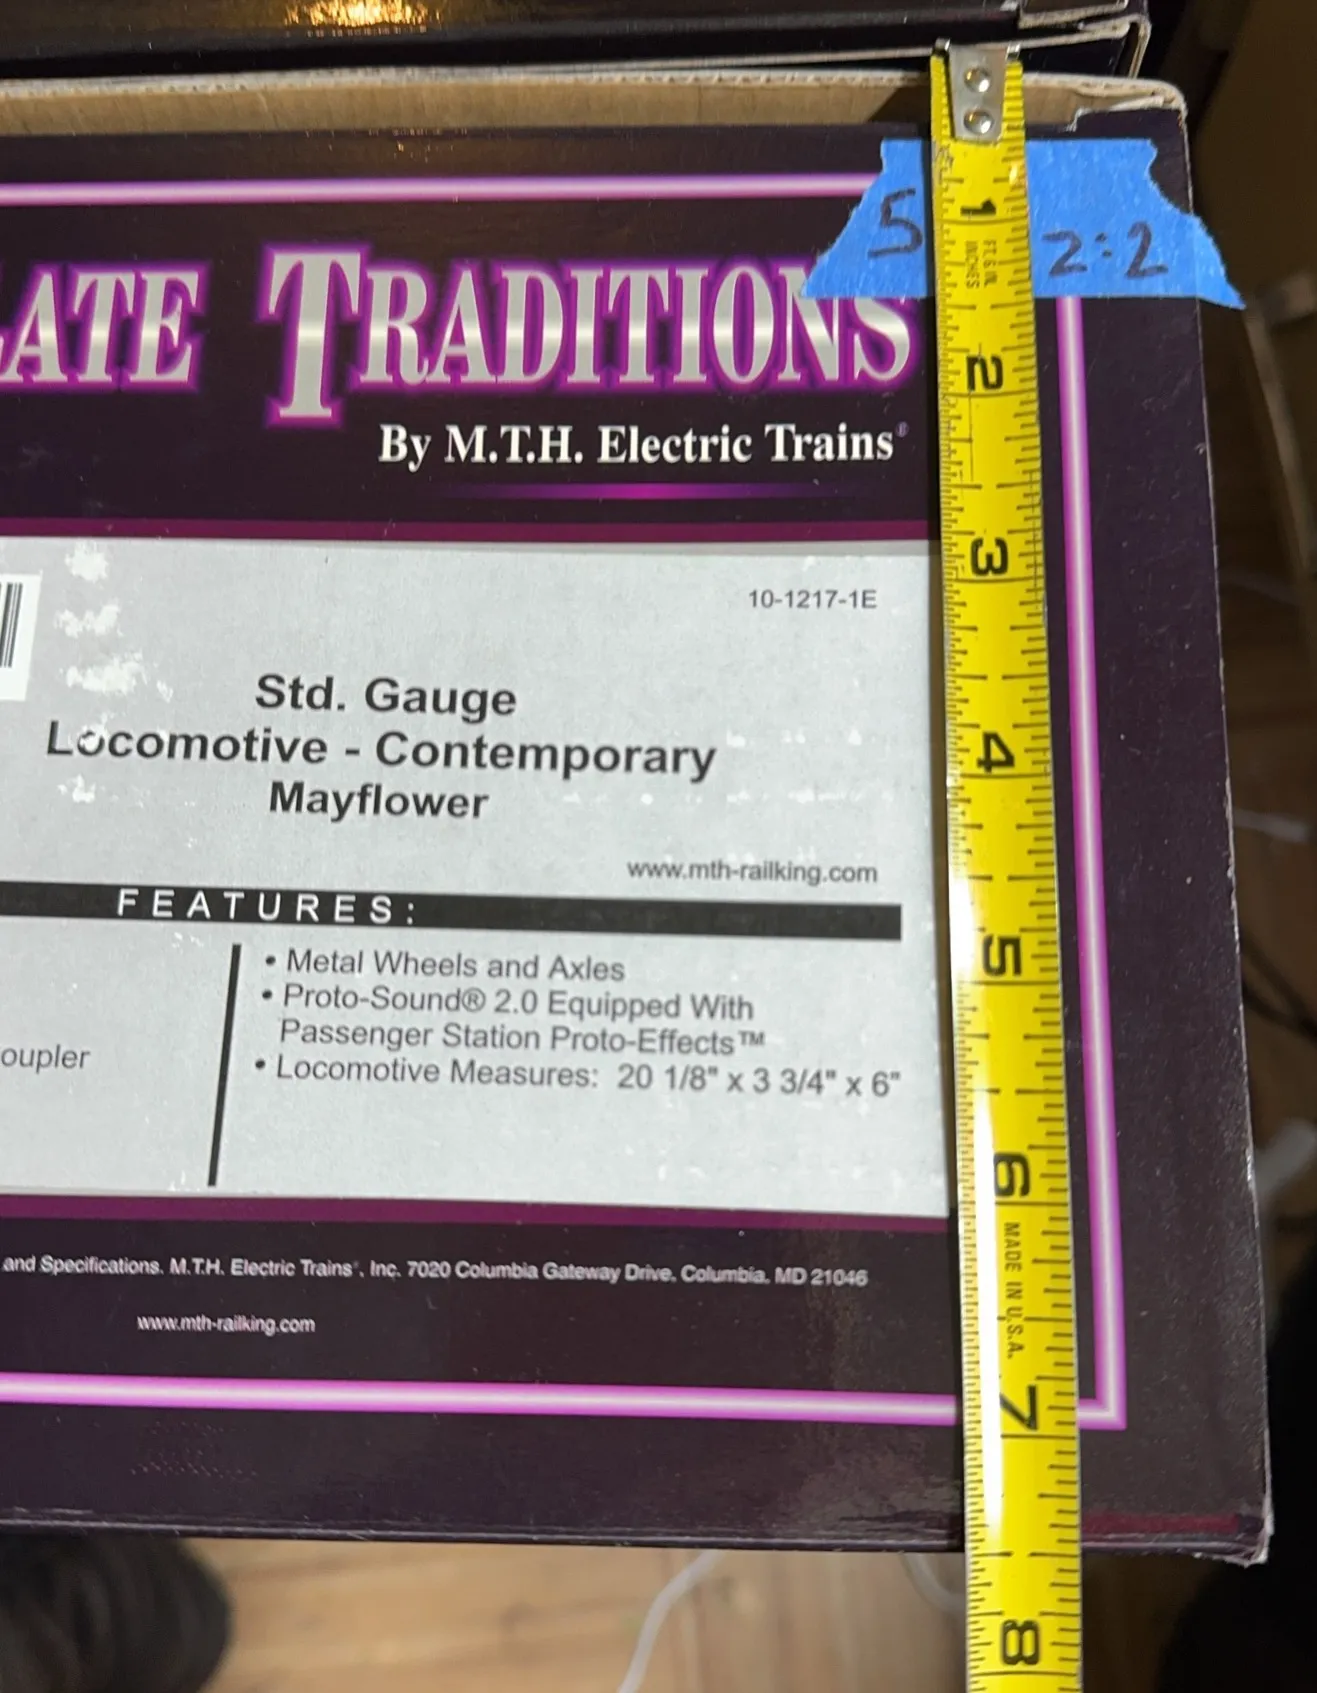 LATE TRADITIONS
By M.T.H. Electric Trains®
5
2:2
10-1217-1E
Std. Gauge
Locomotive - Contemporary
Mayflower
www.mth-railking.com
FEATURES:
oupler
• Metal Wheels and Axles
• Proto-Sound® 2.0 Equipped With
Passenger Station Proto-Effects™
• Locomotive Measures: 20 1/8" x 3 3/4" x 6"
and Specifications. M.T.H. Electric Trains®, Inc. 7020 Columbia Gateway Drive, Columbia, MD 21046
www.mth-railking.com
1
INCHES
2
3
4
5
6
MADE IN U.S.A.
7
8